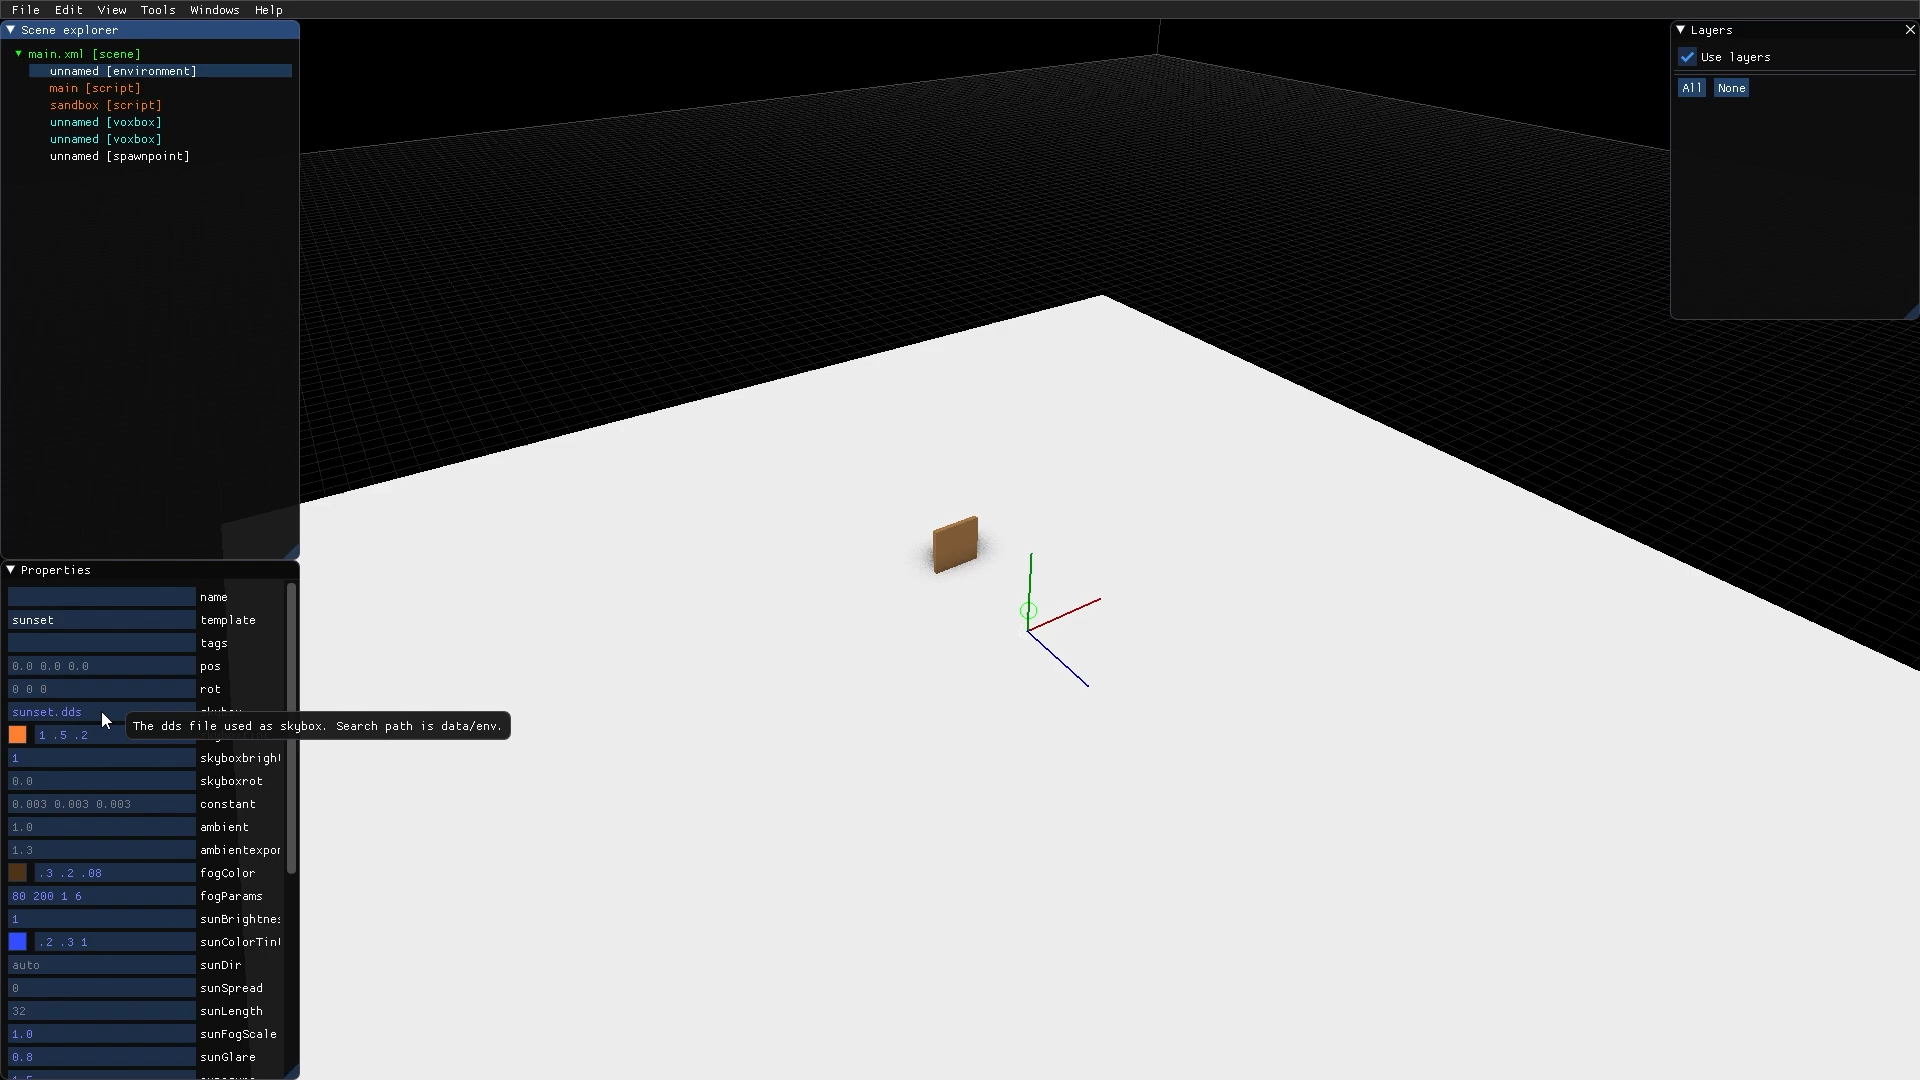 File Edit View Tools Windows Help
Scene explorer
main.xml [scene]
unnamed [environment]
main [script]
sandbox [script]
unnamed [voxbox]
unnamed [voxbox]
unnamed [spawnpoint]
Layers
Use layers
All None
Properties
name
sunset template
tags
0.0 0.0 0.0 pos
0 0 0 rot
sunset.dds
The dds file used as skybox. Search path is data/env.
1 .5 .2
1 skyboxbrigh
0.0 skyboxrot
0.003 0.003 0.003 constant
1.0 ambient
1.3 ambientexpo
.3 .2 .08 fogColor
80 200 1 6 fogParams
1 sunBrightne
.2 .3 1 sunColorTin
auto sunDir
0 sunSpread
32 sunLength
1.0 sunFogScale
0.8 sunGlare